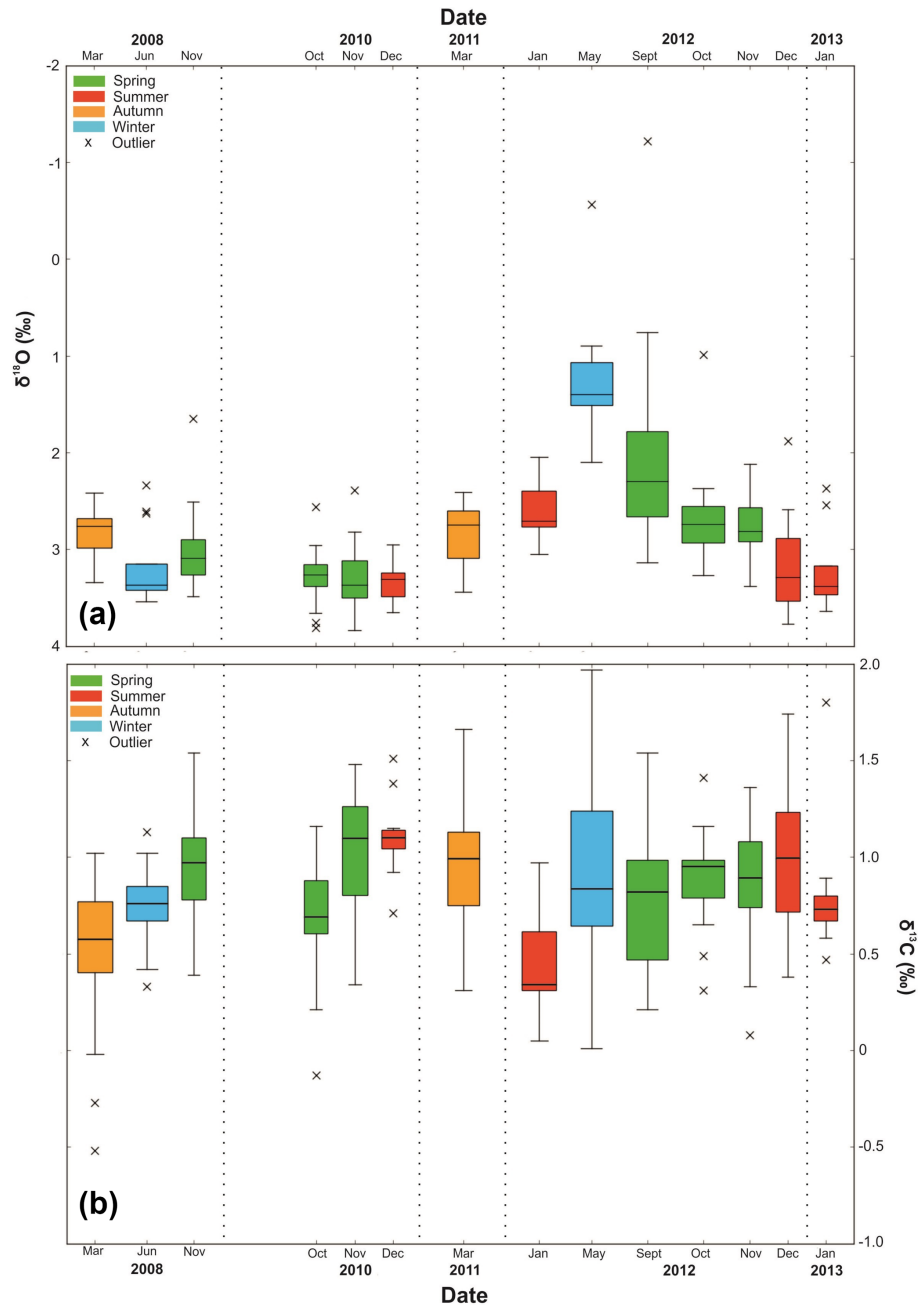 Date
2008 2010 2011 2012 2013
Mar Jun Nov Oct Nov Dec Mar Jan May Sept Oct Nov Dec Jan
-2
Spring
Summer
Autumn
Winter
x Outlier
-1
0
δ¹⁸O (‰)
1
2
3
(a)
4
2.0
Spring
Summer
Autumn
Winter
x Outlier
1.5
1.0
0.5
δ¹³C (‰)
0
-0.5
(b)
-1.0
Mar Jun Nov Oct Nov Dec Mar Jan May Sept Oct Nov Dec Jan
2008 2010 2011 2012 2013
Date